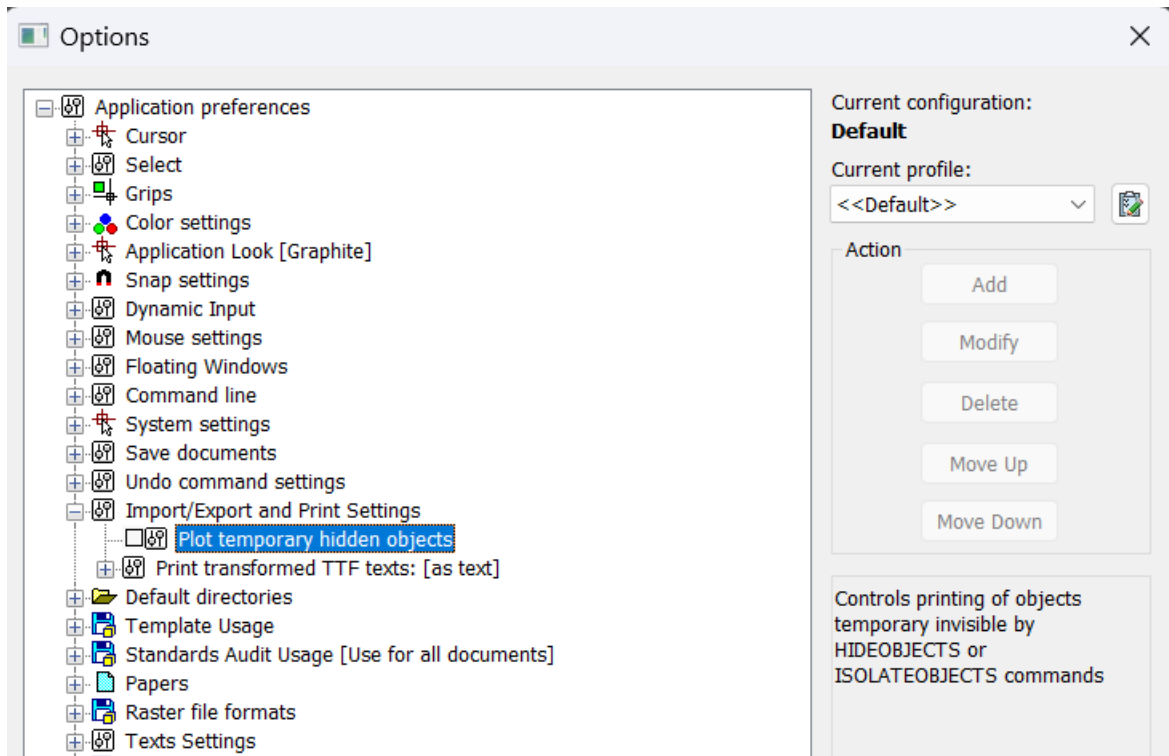 Options
Application preferences
Cursor
Select
Grips
Color settings
Application Look [Graphite]
Snap settings
Dynamic Input
Mouse settings
Floating Windows
Command line
System settings
Save documents
Undo command settings
Import/Export and Print Settings
Plot temporary hidden objects
Print transformed TTF texts: [as text]
Default directories
Template Usage
Standards Audit Usage [Use for all documents]
Papers
Raster file formats
Texts Settings
Current configuration:
Default
Current profile:
<<Default>>
Action
Add
Modify
Delete
Move Up
Move Down
Controls printing of objects
temporary invisible by
HIDEOBJECTS or
ISOLATEOBJECTS commands